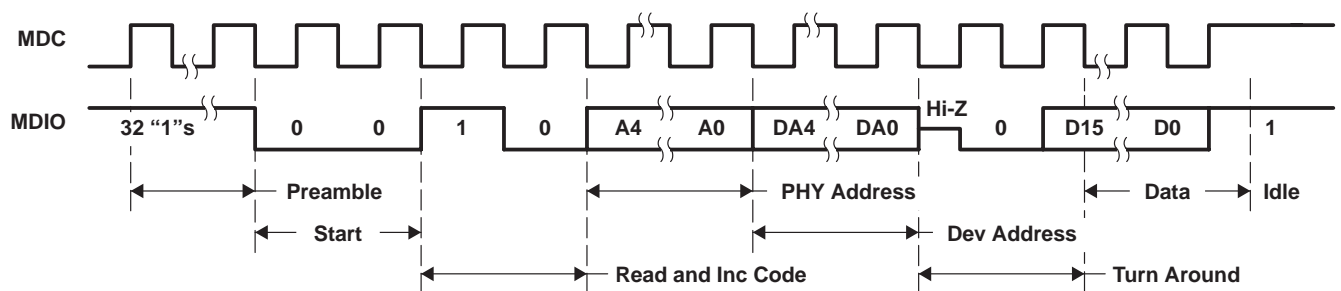 MDC
MDIO 32 “1”s 0 0 1 0 A4 A0 DA4 DA0 Hi-Z 0 D15 D0 1
Preamble PHY Address Data Idle
Start Dev Address
Read and Inc Code Turn Around